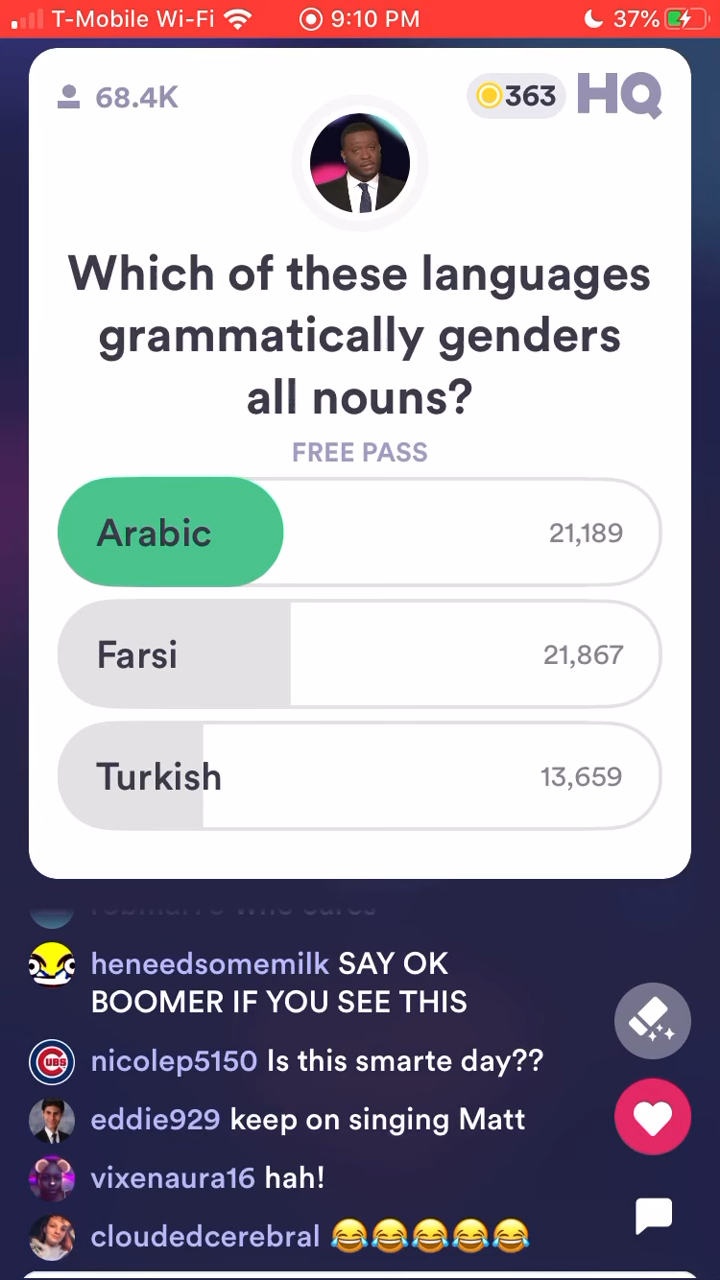 T-Mobile Wi-Fi 9:10 PM 37%
68.4K 363 HQ
Which of these languages
grammatically genders
all nouns?
FREE PASS
Arabic 21,189
Farsi 21,867
Turkish 13,659
heneedsomemilk SAY OK
BOOMER IF YOU SEE THIS
CUBS
nicolep5150 Is this smarte day??
eddie929 keep on singing Matt
vixenaura16 hah!
cloudedcerebral 😂😂😂😂😂